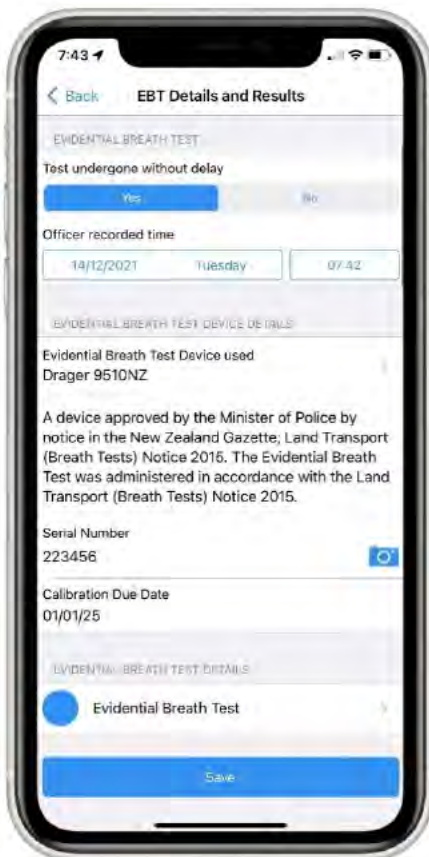 7:43
Back EBT Details and Results
EVIDENTIAL BREATH TEST
Test undergone without delay
Yes No
Officer recorded time
14/12/2021 Tuesday 07:42
EVIDENTIAL BREATH TEST DEVICE DETAILS
Evidential Breath Test Device used
Drager 9510NZ
A device approved by the Minister of Police by
notice in the New Zealand Gazette; Land Transport
(Breath Tests) Notice 2015. The Evidential Breath
Test was administered in accordance with the Land
Transport (Breath Tests) Notice 2015.
Serial Number
223456
Calibration Due Date
01/01/25
EVIDENTIAL BREATH TEST DETAILS
Evidential Breath Test
Save